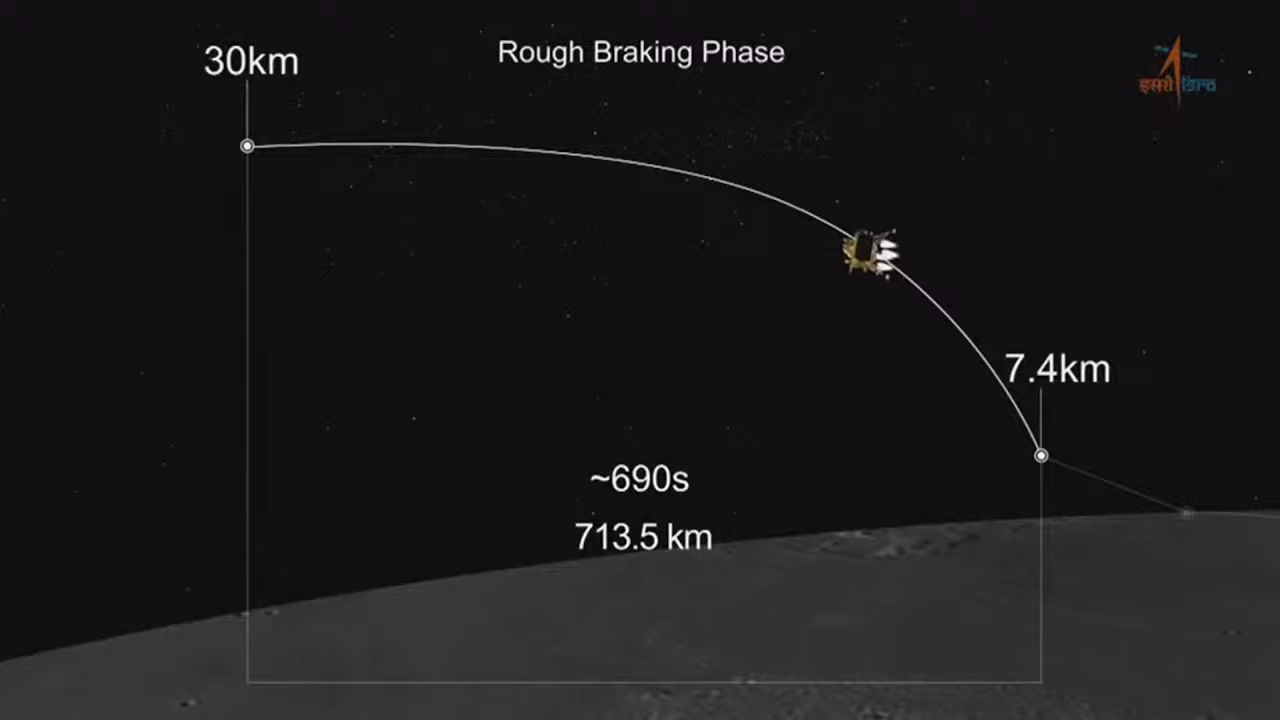 30km
Rough Braking Phase
इसरो isro
7.4km
~690s
713.5 km